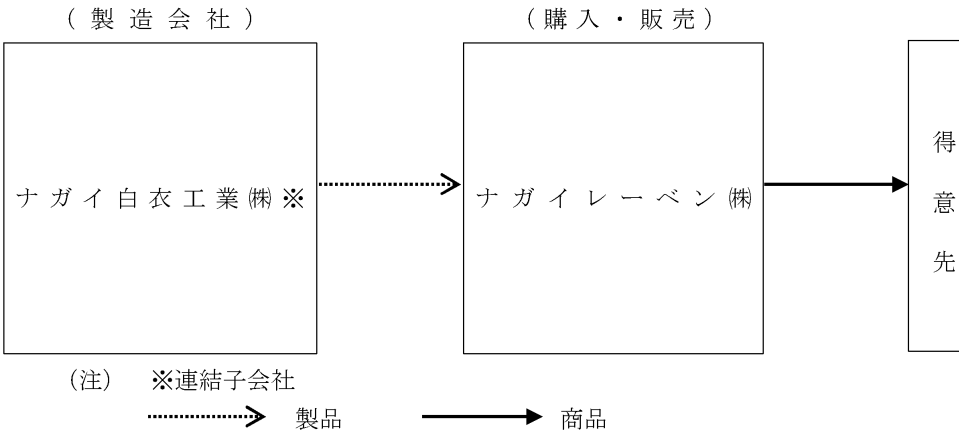 (製造会社)
(購入・販売)
ナガイ白衣工業㈱※
ナガイレーベン㈱
得意先
(注) ※連結子会社
製品 商品